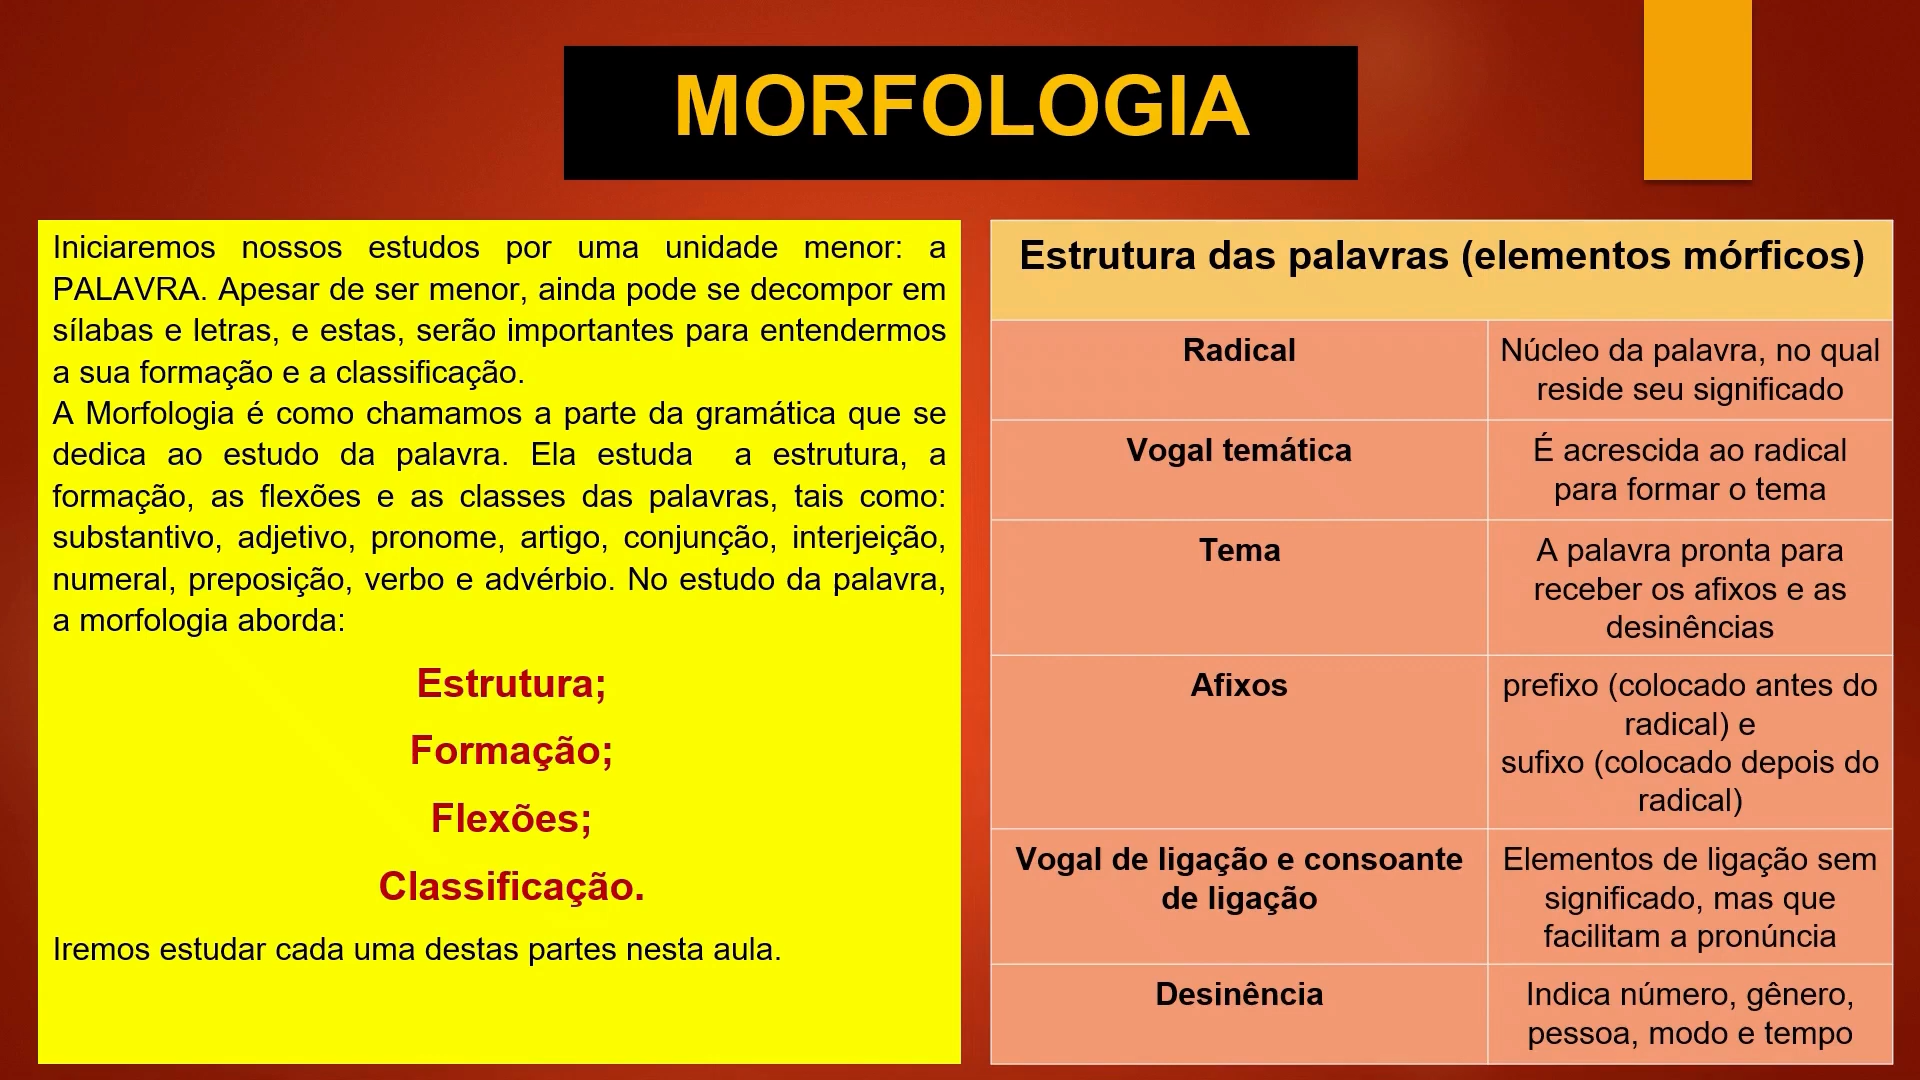 MORFOLOGIA
Iniciaremos nossos estudos por uma unidade menor: a
PALAVRA. Apesar de ser menor, ainda pode se decompor em
sílabas e letras, e estas, serão importantes para entendermos
a sua formação e a classificação.
A Morfologia é como chamamos a parte da gramática que se
dedica ao estudo da palavra. Ela estuda a estrutura, a
formação, as flexões e as classes das palavras, tais como:
substantivo, adjetivo, pronome, artigo, conjunção, interjeição,
numeral, preposição, verbo e advérbio. No estudo da palavra,
a morfologia aborda:
Estrutura;
Formação;
Flexões;
Classificação.
Iremos estudar cada uma destas partes nesta aula.
Estrutura das palavras (elementos mórficos)
Radical
Núcleo da palavra, no qual
reside seu significado
Vogal temática
É acrescida ao radical
para formar o tema
Tema
A palavra pronta para
receber os afixos e as
desinências
Afixos
prefixo (colocado antes do
radical) e
sufixo (colocado depois do
radical)
Vogal de ligação e consoante
de ligação
Elementos de ligação sem
significado, mas que
facilitam a pronúncia
Desinência
Indica número, gênero,
pessoa, modo e tempo